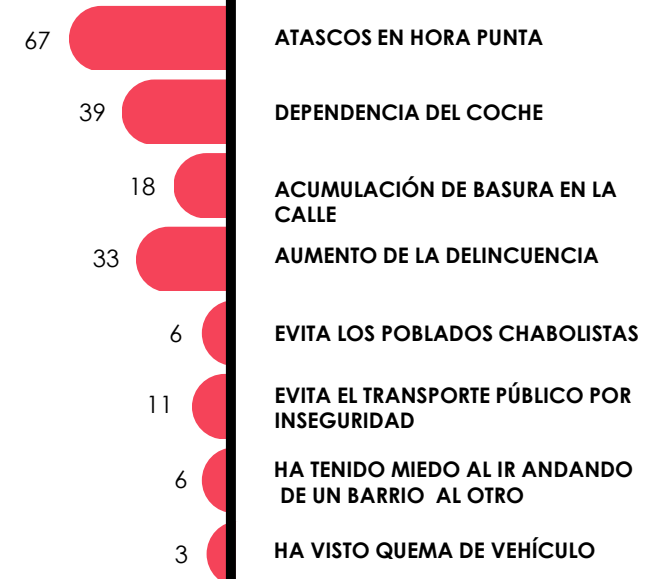 67 ATASCOS EN HORA PUNTA
39 DEPENDENCIA DEL COCHE
18 ACUMULACIÓN DE BASURA EN LA
CALLE
33 AUMENTO DE LA DELINCUENCIA
6 EVITA LOS POBLADOS CHABOLISTAS
11 EVITA EL TRANSPORTE PÚBLICO POR
INSEGURIDAD
6 HA TENIDO MIEDO AL IR ANDANDO
DE UN BARRIO AL OTRO
3 HA VISTO QUEMA DE VEHÍCULO